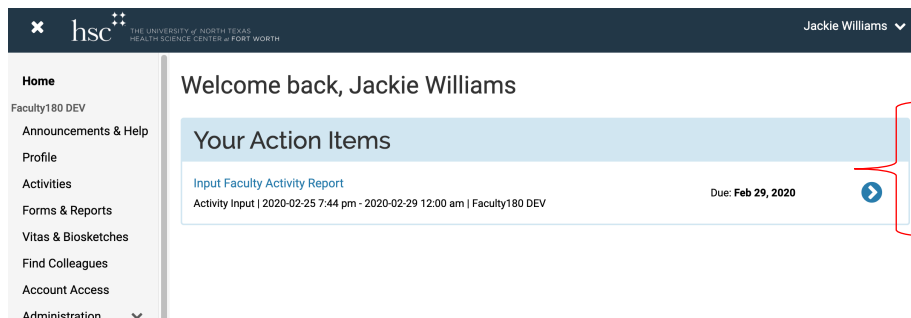 hsc
THE UNIVERSITY of NORTH TEXAS
HEALTH SCIENCE CENTER at FORT WORTH
Jackie Williams
Home
Faculty180 DEV
Announcements & Help
Profile
Activities
Forms & Reports
Vitas & Biosketches
Find Colleagues
Account Access
Administration
Welcome back, Jackie Williams
Your Action Items
Input Faculty Activity Report
Activity Input | 2020-02-25 7:44 pm - 2020-02-29 12:00 am | Faculty180 DEV
Due: Feb 29, 2020